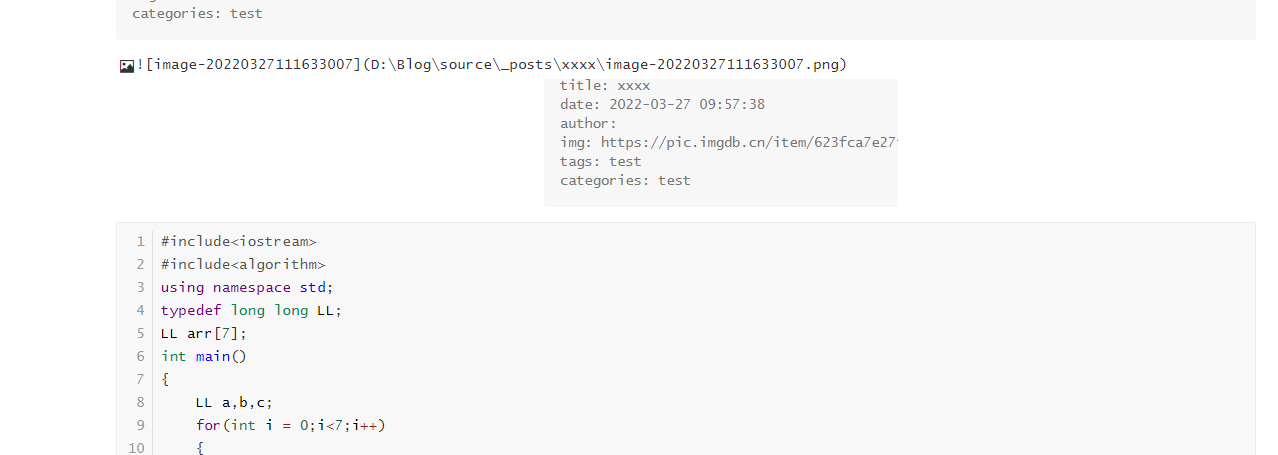 categories: test
![image-20220327111633007](D:\Blog\source\_posts\xxxx\image-20220327111633007.png)
title: xxxx
date: 2022-03-27 09:57:38
author:
img: https://pic.imgdb.cn/item/623fca7e27
tags: test
categories: test
1 #include<iostream>
2 #include<algorithm>
3 using namespace std;
4 typedef long long LL;
5 LL arr[7];
6 int main()
7 {
8 LL a,b,c;
9 for(int i = 0;i<7;i++)
10 {